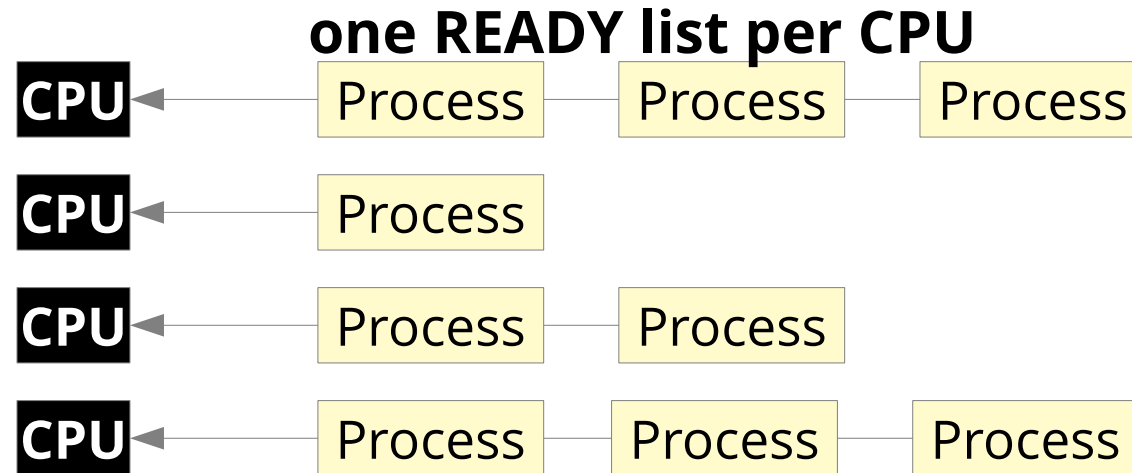 one READY list per CPU
CPU Process Process Process
CPU Process
CPU Process Process
CPU Process Process Process